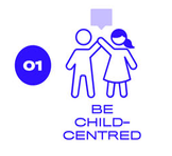 01
BE
CHILD-
CENTRED